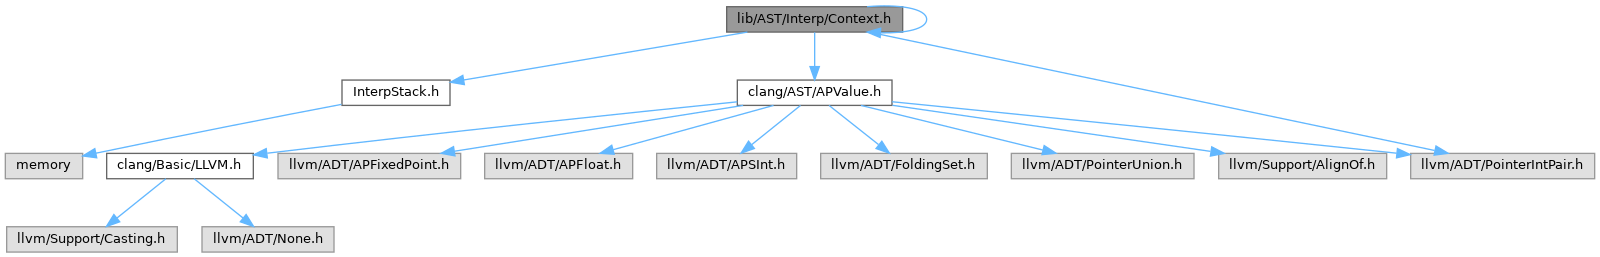 lib/AST/Interp/Context.h
InterpStack.h
clang/AST/APValue.h
memory
clang/Basic/LLVM.h
llvm/ADT/APFixedPoint.h
llvm/ADT/APFloat.h
llvm/ADT/APSInt.h
llvm/ADT/FoldingSet.h
llvm/ADT/PointerUnion.h
llvm/Support/AlignOf.h
llvm/ADT/PointerIntPair.h
llvm/Support/Casting.h
llvm/ADT/None.h